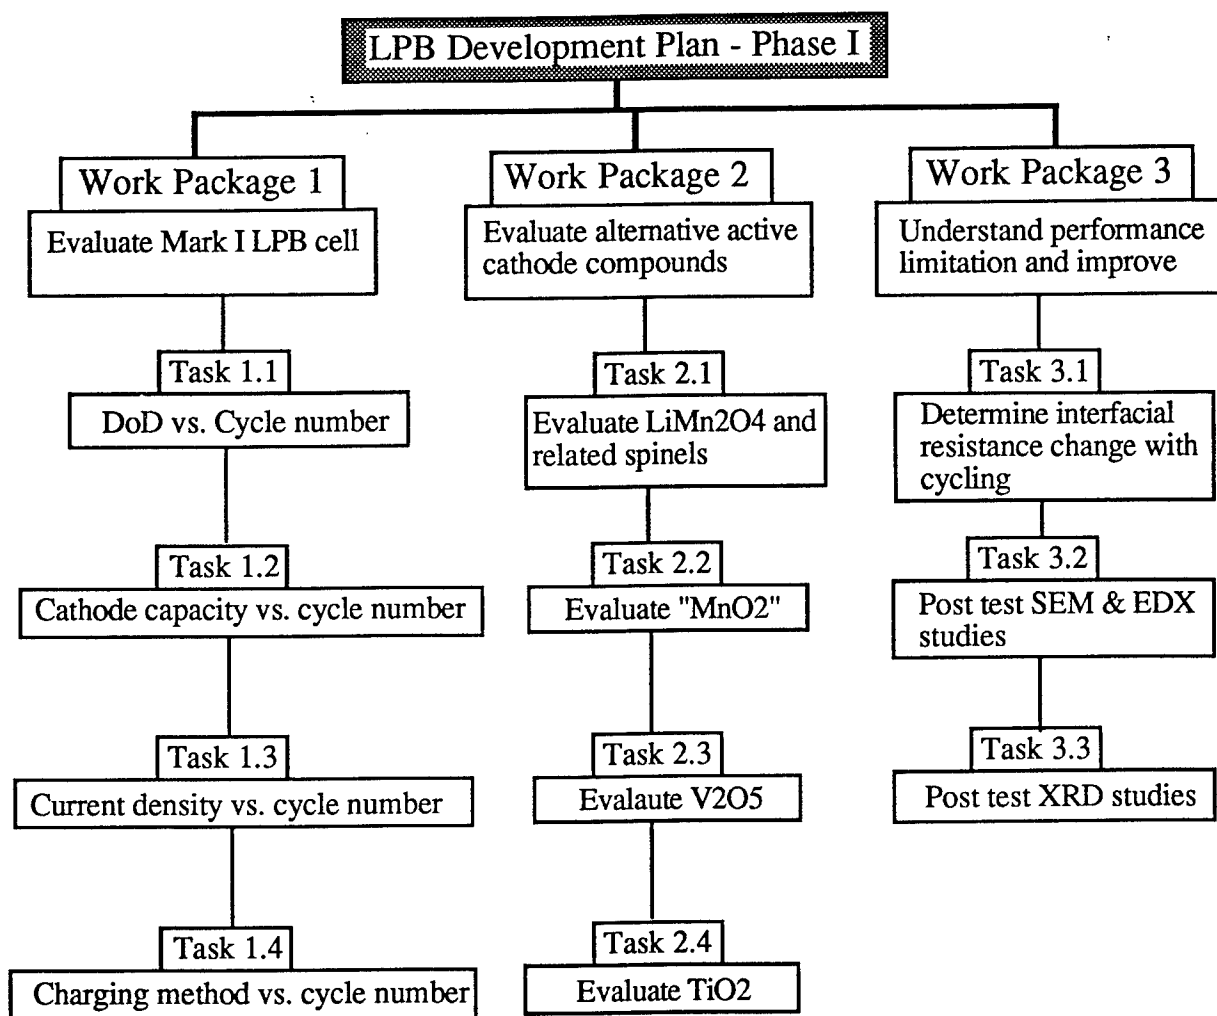 LPB Development Plan - Phase I
Work Package 1
Evaluate Mark I LPB cell
Task 1.1
DoD vs. Cycle number
Task 1.2
Cathode capacity vs. cycle number
Task 1.3
Current density vs. cycle number
Task 1.4
Charging method vs. cycle number
Work Package 2
Evaluate alternative active
cathode compounds
Task 2.1
Evaluate LiMn2O4 and
related spinels
Task 2.2
Evaluate "MnO2"
Task 2.3
Evalaute V2O5
Task 2.4
Evaluate TiO2
Work Package 3
Understand performance
limitation and improve
Task 3.1
Determine interfacial
resistance change with
cycling
Task 3.2
Post test SEM & EDX
studies
Task 3.3
Post test XRD studies